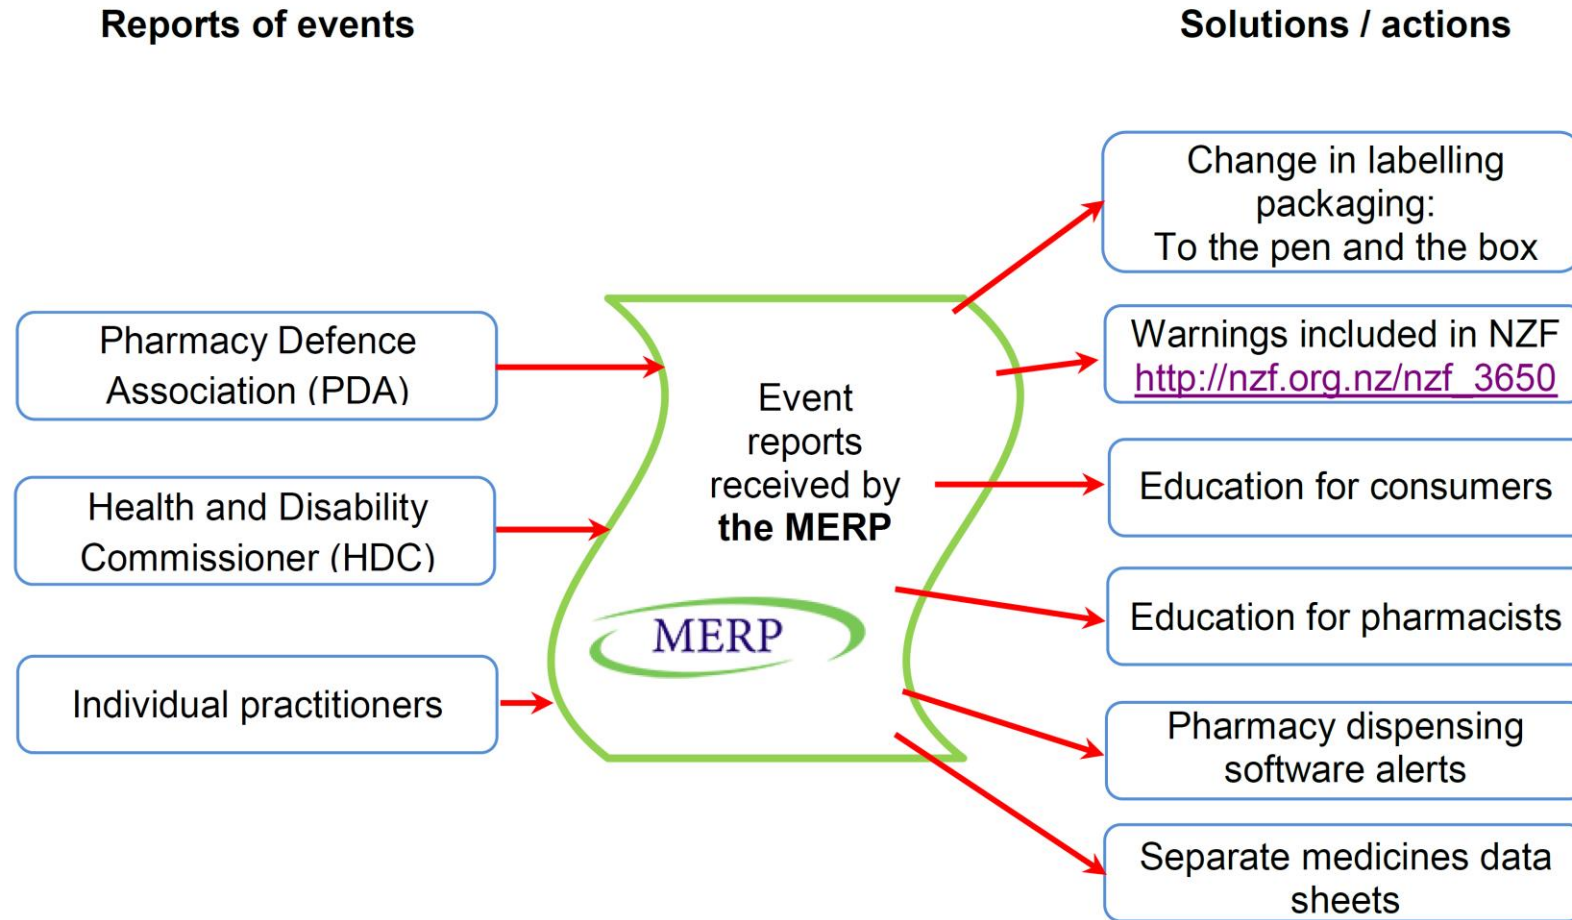 Reports of events
Solutions / actions
Pharmacy Defence
Association (PDA)
Health and Disability
Commissioner (HDC)
Individual practitioners
Event
reports
received by
the MERP
MERP
Change in labelling
packaging:
To the pen and the box
Warnings included in NZF
http://nzf.org.nz/nzf_3650
Education for consumers
Education for pharmacists
Pharmacy dispensing
software alerts
Separate medicines data
sheets